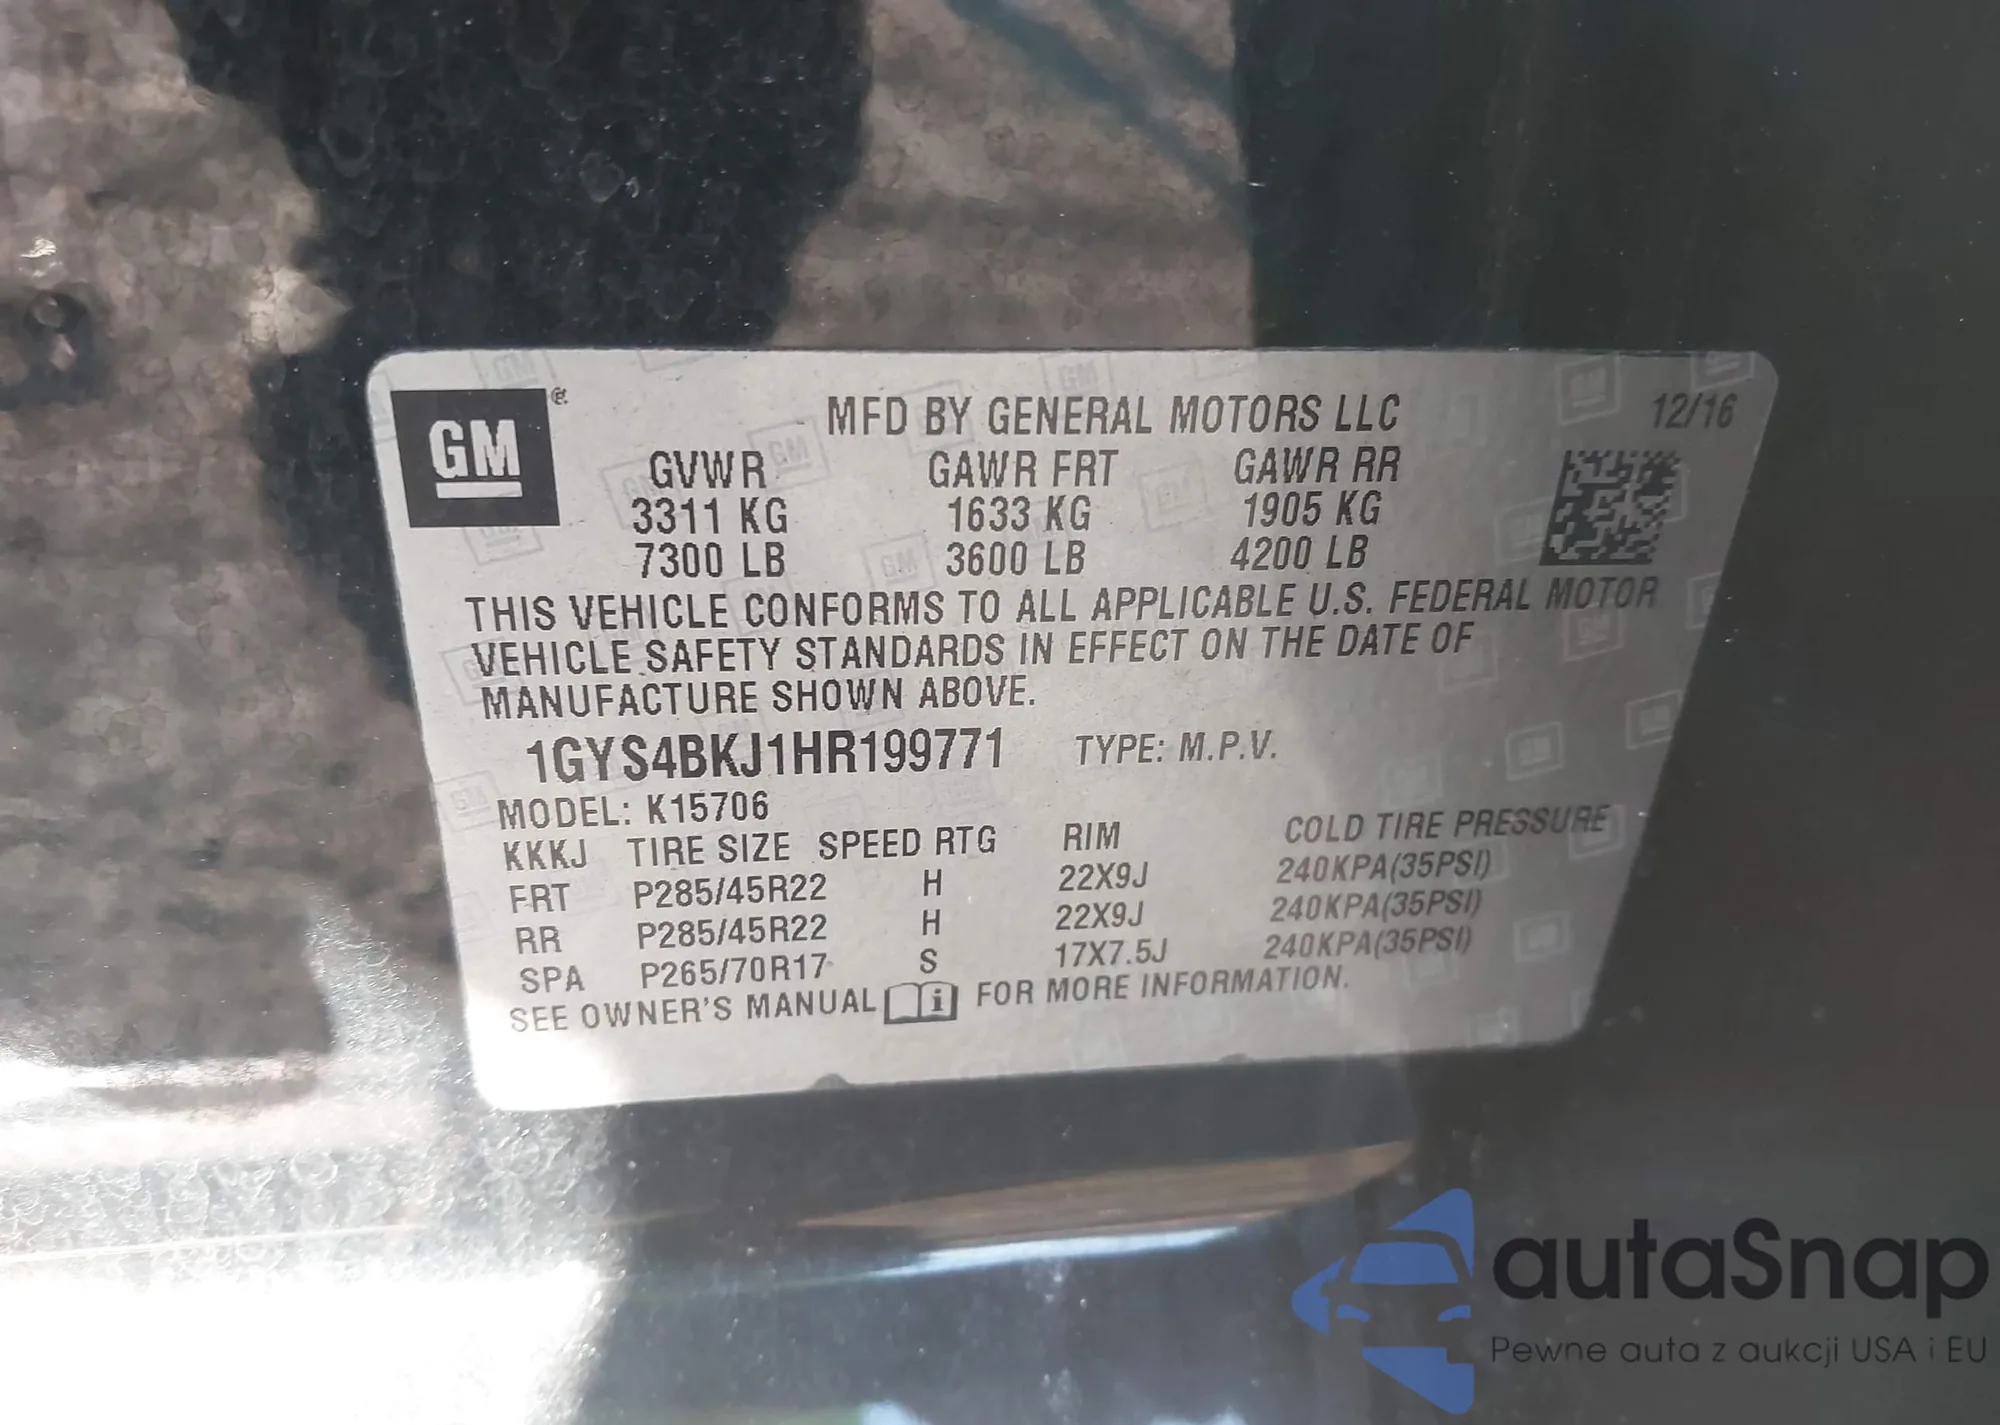 GM
MFD BY GENERAL MOTORS LLC 12/16
GVWR GAWR FRT GAWR RR
3311 KG 1633 KG 1905 KG
7300 LB 3600 LB 4200 LB
THIS VEHICLE CONFORMS TO ALL APPLICABLE U.S. FEDERAL MOTOR
VEHICLE SAFETY STANDARDS IN EFFECT ON THE DATE OF
MANUFACTURE SHOWN ABOVE.
1GYS4BKJ1HR199771 TYPE: M.P.V.
MODEL: K15706
KKKJ TIRE SIZE SPEED RTG RIM COLD TIRE PRESSURE
FRT P285/45R22 H 22X9J 240KPA(35PSI)
RR P285/45R22 H 22X9J 240KPA(35PSI)
SPA P265/70R17 S 17X7.5J 240KPA(35PSI)
SEE OWNER'S MANUAL i FOR MORE INFORMATION.
autaSnap
Pewne auta z aukcji USA i EU